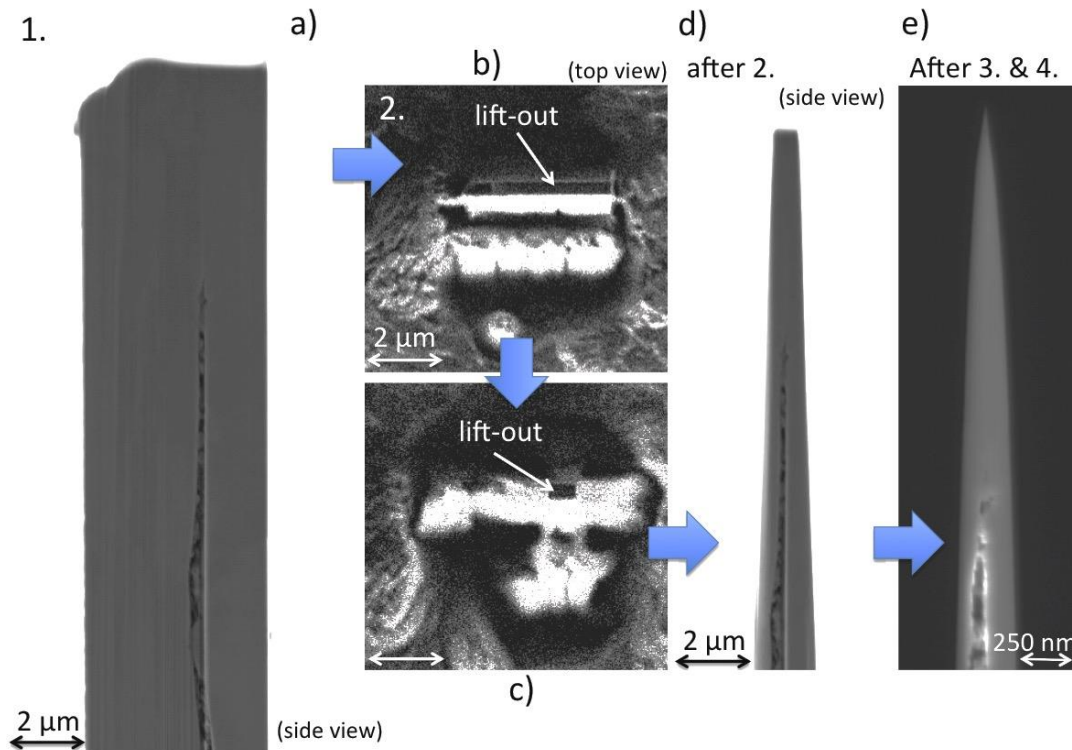 1.
a)
b)
(top view)
2.
lift-out
2 µm
lift-out
c)
2 µm
(side view)
d)
after 2.
(side view)
2 µm
e)
After 3. & 4.
250 nm